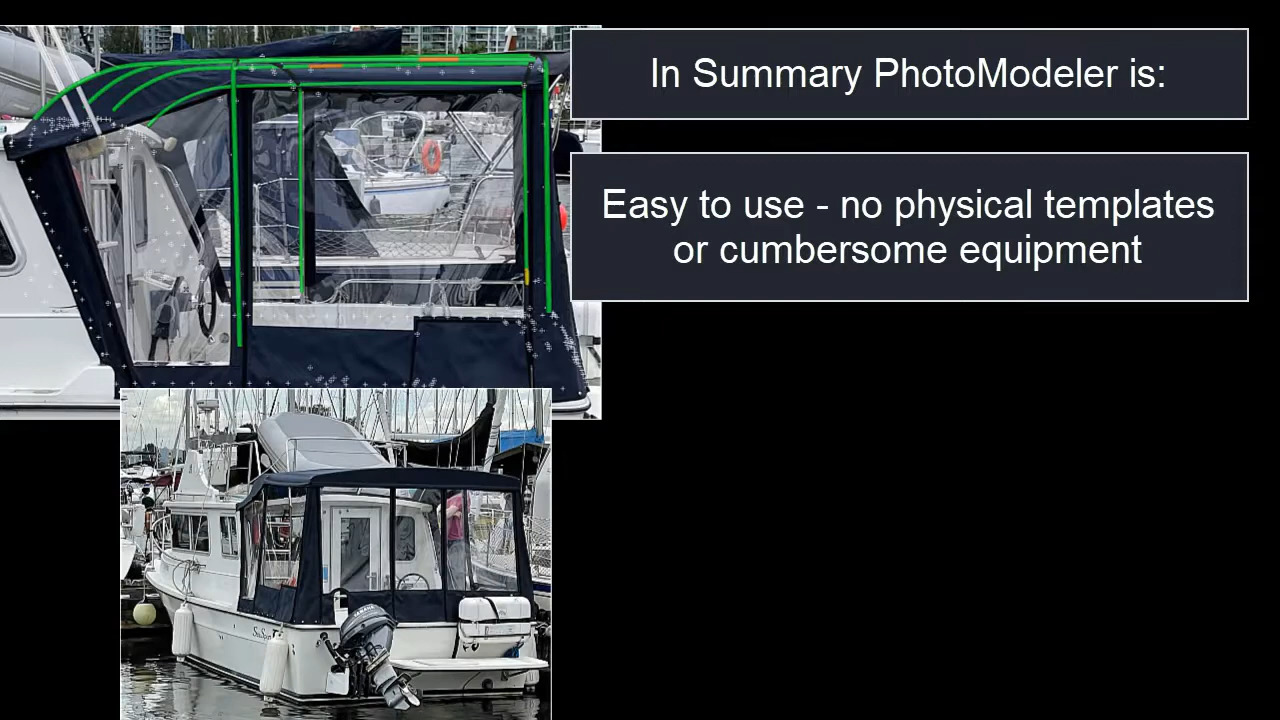 In Summary PhotoModeler is:
Easy to use - no physical templates
or cumbersome equipment